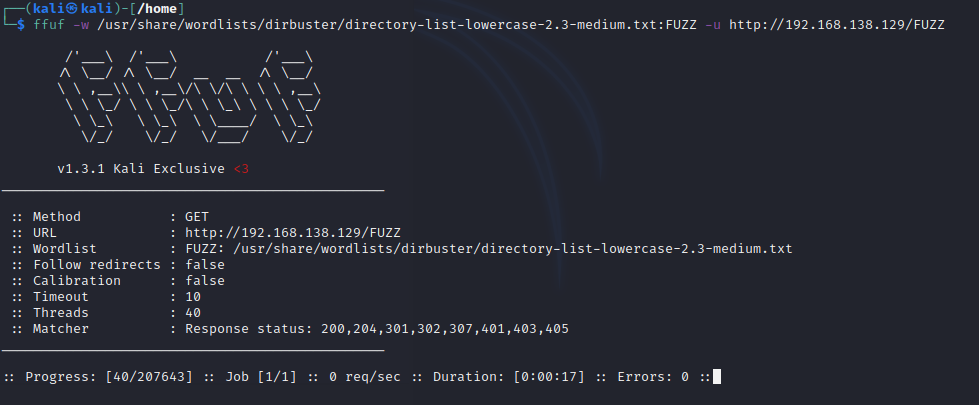 ┌──(kali㉿kali)-[/home]
└─$ ffuf -w /usr/share/wordlists/dirbuster/directory-list-lowercase-2.3-medium.txt:FUZZ -u http://192.168.138.129/FUZZ

        /'___\  /'___\           /'___\
       /\ \__/ /\ \__/  __  __  /\ \__/
       \ \ ,__\\ \ ,__\/\ \/\ \ \ \ ,__\
        \ \ \_/ \ \ \_/\ \ \_\ \ \ \ \_/
         \ \_\   \ \_\  \ \____/  \ \_\
          \/_/    \/_/   \/___/    \/_/

       v1.3.1 Kali Exclusive <3
________________________________________________

 :: Method           : GET
 :: URL              : http://192.168.138.129/FUZZ
 :: Wordlist         : FUZZ: /usr/share/wordlists/dirbuster/directory-list-lowercase-2.3-medium.txt
 :: Follow redirects : false
 :: Calibration      : false
 :: Timeout          : 10
 :: Threads          : 40
 :: Matcher          : Response status: 200,204,301,302,307,401,403,405
________________________________________________

:: Progress: [40/207643] :: Job [1/1] :: 0 req/sec :: Duration: [0:00:17] :: Errors: 0 ::